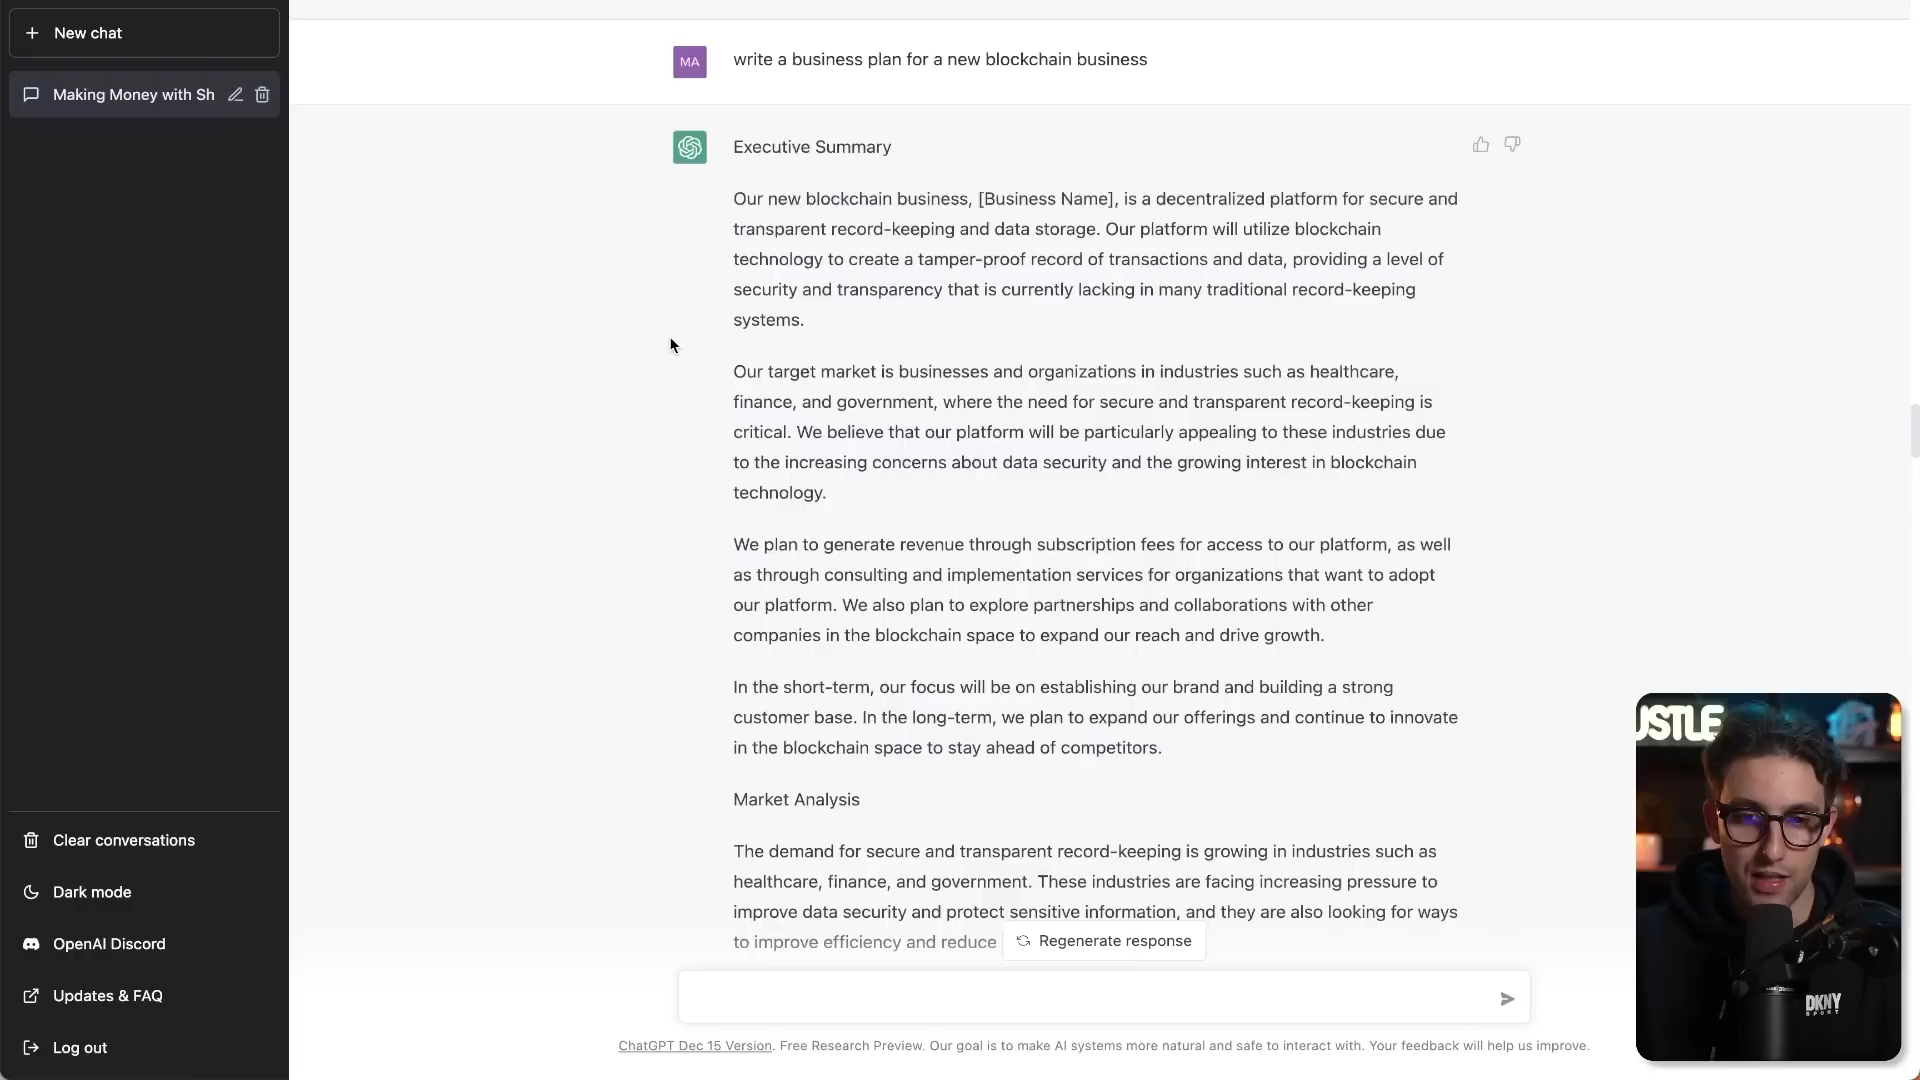 New chat
Making Money with Sh
Clear conversations
Dark mode
OpenAI Discord
Updates & FAQ
Log out
MA
write a business plan for a new blockchain business
Executive Summary
Our new blockchain business, [Business Name], is a decentralized platform for secure and
transparent record-keeping and data storage. Our platform will utilize blockchain
technology to create a tamper-proof record of transactions and data, providing a level of
security and transparency that is currently lacking in many traditional record-keeping
systems.
Our target market is businesses and organizations in industries such as healthcare,
finance, and government, where the need for secure and transparent record-keeping is
critical. We believe that our platform will be particularly appealing to these industries due
to the increasing concerns about data security and the growing interest in blockchain
technology.
We plan to generate revenue through subscription fees for access to our platform, as well
as through consulting and implementation services for organizations that want to adopt
our platform. We also plan to explore partnerships and collaborations with other
companies in the blockchain space to expand our reach and drive growth.
In the short-term, our focus will be on establishing our brand and building a strong
customer base. In the long-term, we plan to expand our offerings and continue to innovate
in the blockchain space to stay ahead of competitors.
Market Analysis
The demand for secure and transparent record-keeping is growing in industries such as
healthcare, finance, and government. These industries are facing increasing pressure to
improve data security and protect sensitive information, and they are also looking for ways
to improve efficiency and reduce
Regenerate response
ChatGPT Dec 15 Version. Free Research Preview. Our goal is to make AI systems more natural and safe to interact with. Your feedback will help us improve.
USTLE
DKNY
SPORT